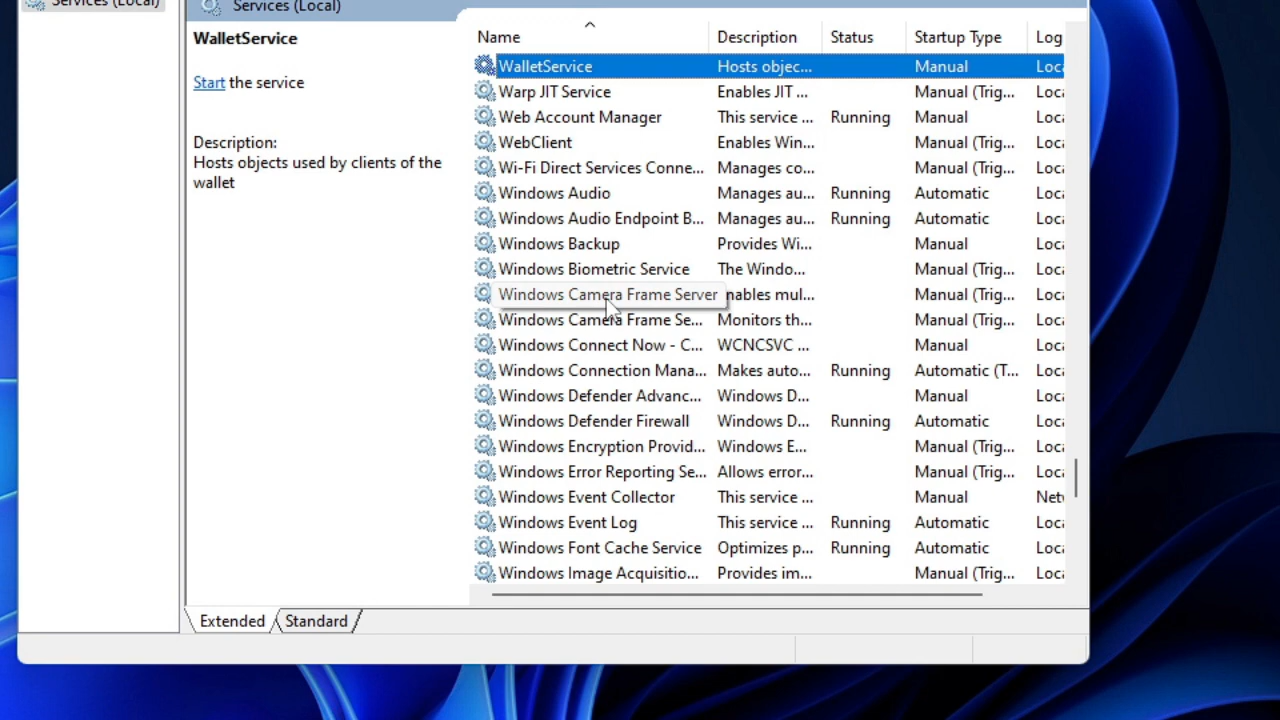 Services (Local)
Services (Local)
WalletService
Start the service
Description:
Hosts objects used by clients of the
wallet
Name Description Status Startup Type Log
WalletService Hosts objec... Manual Loca
Warp JIT Service Enables JIT ... Manual (Trig... Loca
Web Account Manager This service ... Running Manual Loca
WebClient Enables Win... Manual (Trig... Loca
Wi-Fi Direct Services Conne... Manages co... Manual (Trig... Loca
Windows Audio Manages au... Running Automatic Loca
Windows Audio Endpoint B... Manages au... Running Automatic Loca
Windows Backup Provides Wi... Manual Loca
Windows Biometric Service The Windo... Manual (Trig... Loca
Windows Camera Frame Server nables mul... Manual (Trig... Loca
Windows Camera Frame Se... Monitors th... Manual (Trig... Loca
Windows Connect Now - C... WCNCSVC ... Manual Loca
Windows Connection Mana... Makes auto... Running Automatic (T... Loca
Windows Defender Advanc... Windows D... Manual Loca
Windows Defender Firewall Windows D... Running Automatic Loca
Windows Encryption Provid... Windows E... Manual (Trig... Loca
Windows Error Reporting Se... Allows error... Manual (Trig... Loca
Windows Event Collector This service ... Manual Netv
Windows Event Log This service ... Running Automatic Loca
Windows Font Cache Service Optimizes p... Running Automatic Loca
Windows Image Acquisitio... Provides im... Manual (Trig... Loca
Extended Standard